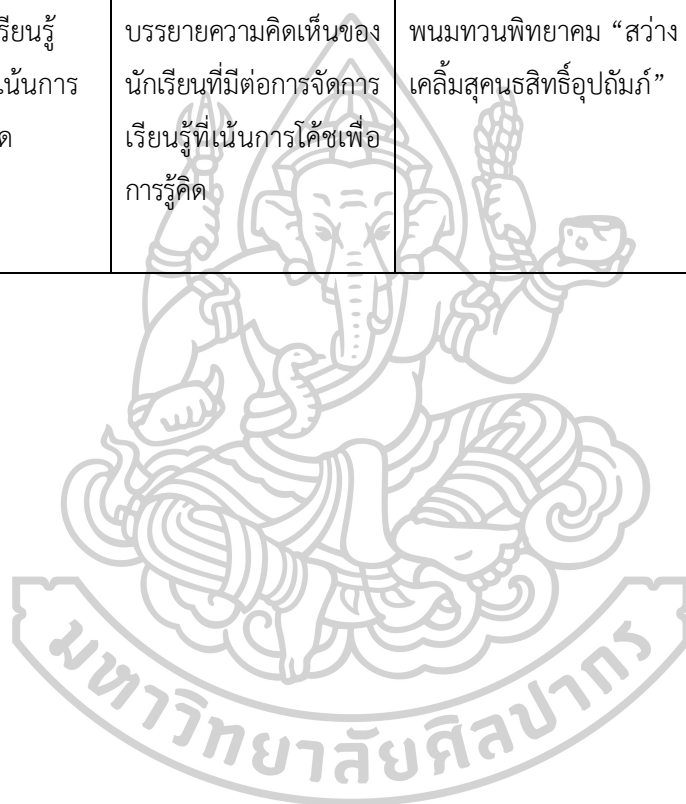 รียนรู้
เน้นการ
ด
บรรยายความคิดเห็นของ
นักเรียนที่มีต่อการจัดการ
เรียนรู้ที่เน้นการโค้ชเพื่อ
การรู้คิด
พนมทวนพิทยาคม “สว่าง
เคลิ้มสุคนธสิทธิ์อุปถัมภ์”
มหาวิทยาลัยศิลปากร